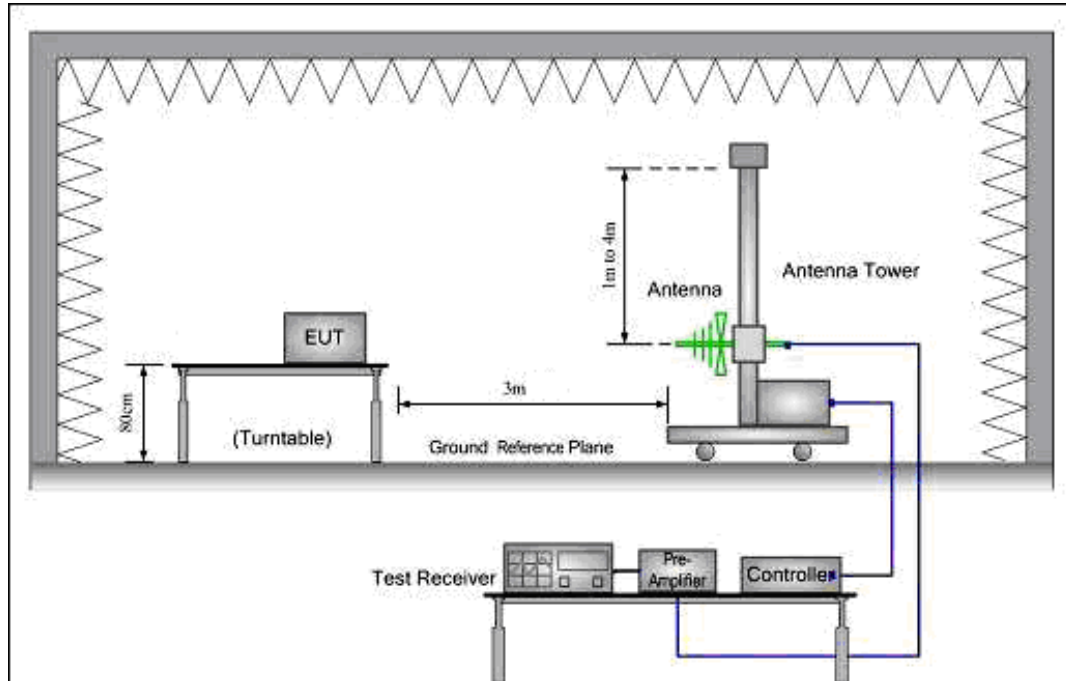 1m to 4m
Antenna
Antenna Tower
EUT
80cm
(Turntable)
3m
Ground Reference Plane
Test Receiver
Pre-
Amplifier
Controller